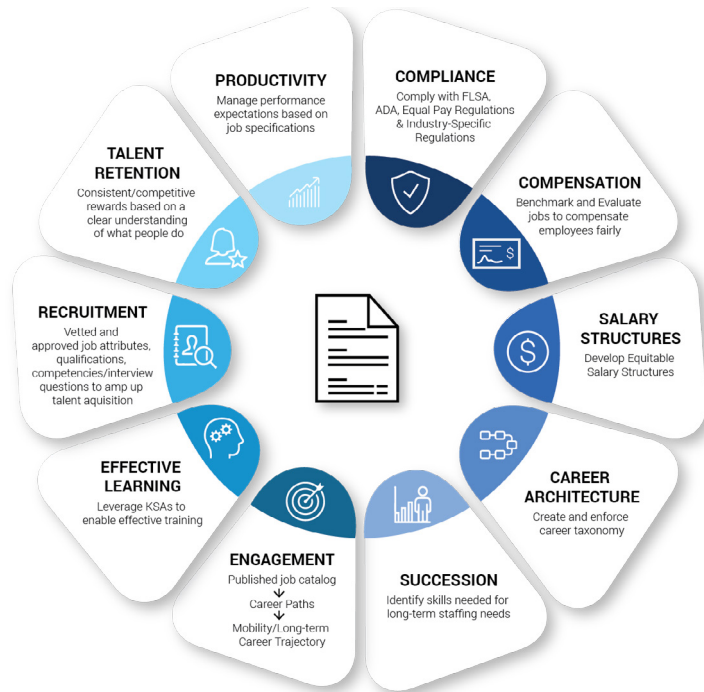 PRODUCTIVITY
Manage performance
expectations based on
job specifications
COMPLIANCE
Comply with FLSA,
ADA, Equal Pay Regulations
& Industry-Specific
Regulations
COMPENSATION
Benchmark and Evaluate
jobs to compensate
employees fairly
$
SALARY
STRUCTURES
Develop Equitable
Salary Structures
$
CAREER
ARCHITECTURE
Create and enforce
career taxonomy
SUCCESSION
Identify skills needed for
long-term staffing needs
ENGAGEMENT
Published job catalog
Career Paths
Mobility/Long-term
Career Trajectory
EFFECTIVE
LEARNING
Leverage KSAs to
enable effective training
RECRUITMENT
Vetted and
approved job attributes,
qualifications,
competencies/interview
questions to amp up
talent aquisition
TALENT
RETENTION
Consistent/competitive
rewards based on a
clear understanding
of what people do